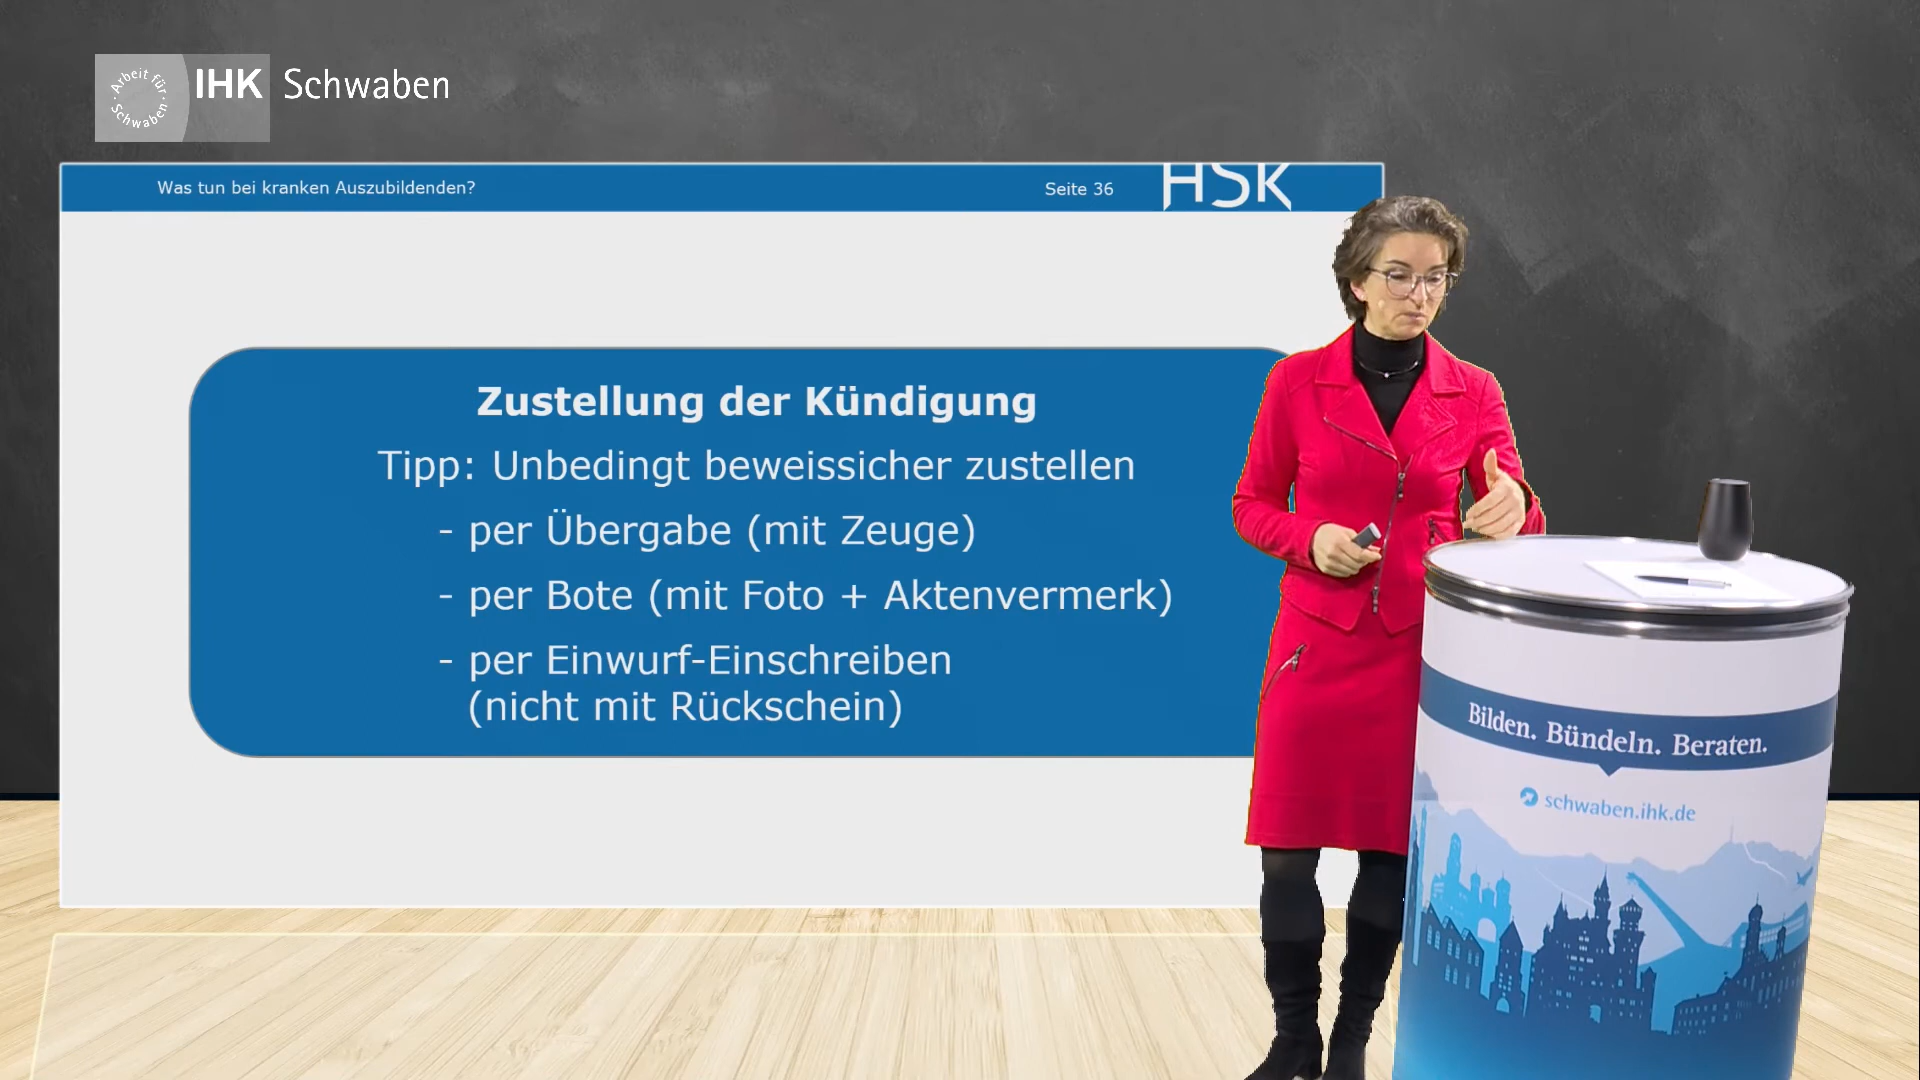 Arbeit für
Schwaben
IHK Schwaben
Was tun bei kranken Auszubildenden?
Seite 36
HSK
Zustellung der Kündigung
Tipp: Unbedingt beweissicher zustellen
- per Übergabe (mit Zeuge)
- per Bote (mit Foto + Aktenvermerk)
- per Einwurf-Einschreiben
(nicht mit Rückschein)
Bilden. Bündeln. Beraten.
schwaben.ihk.de